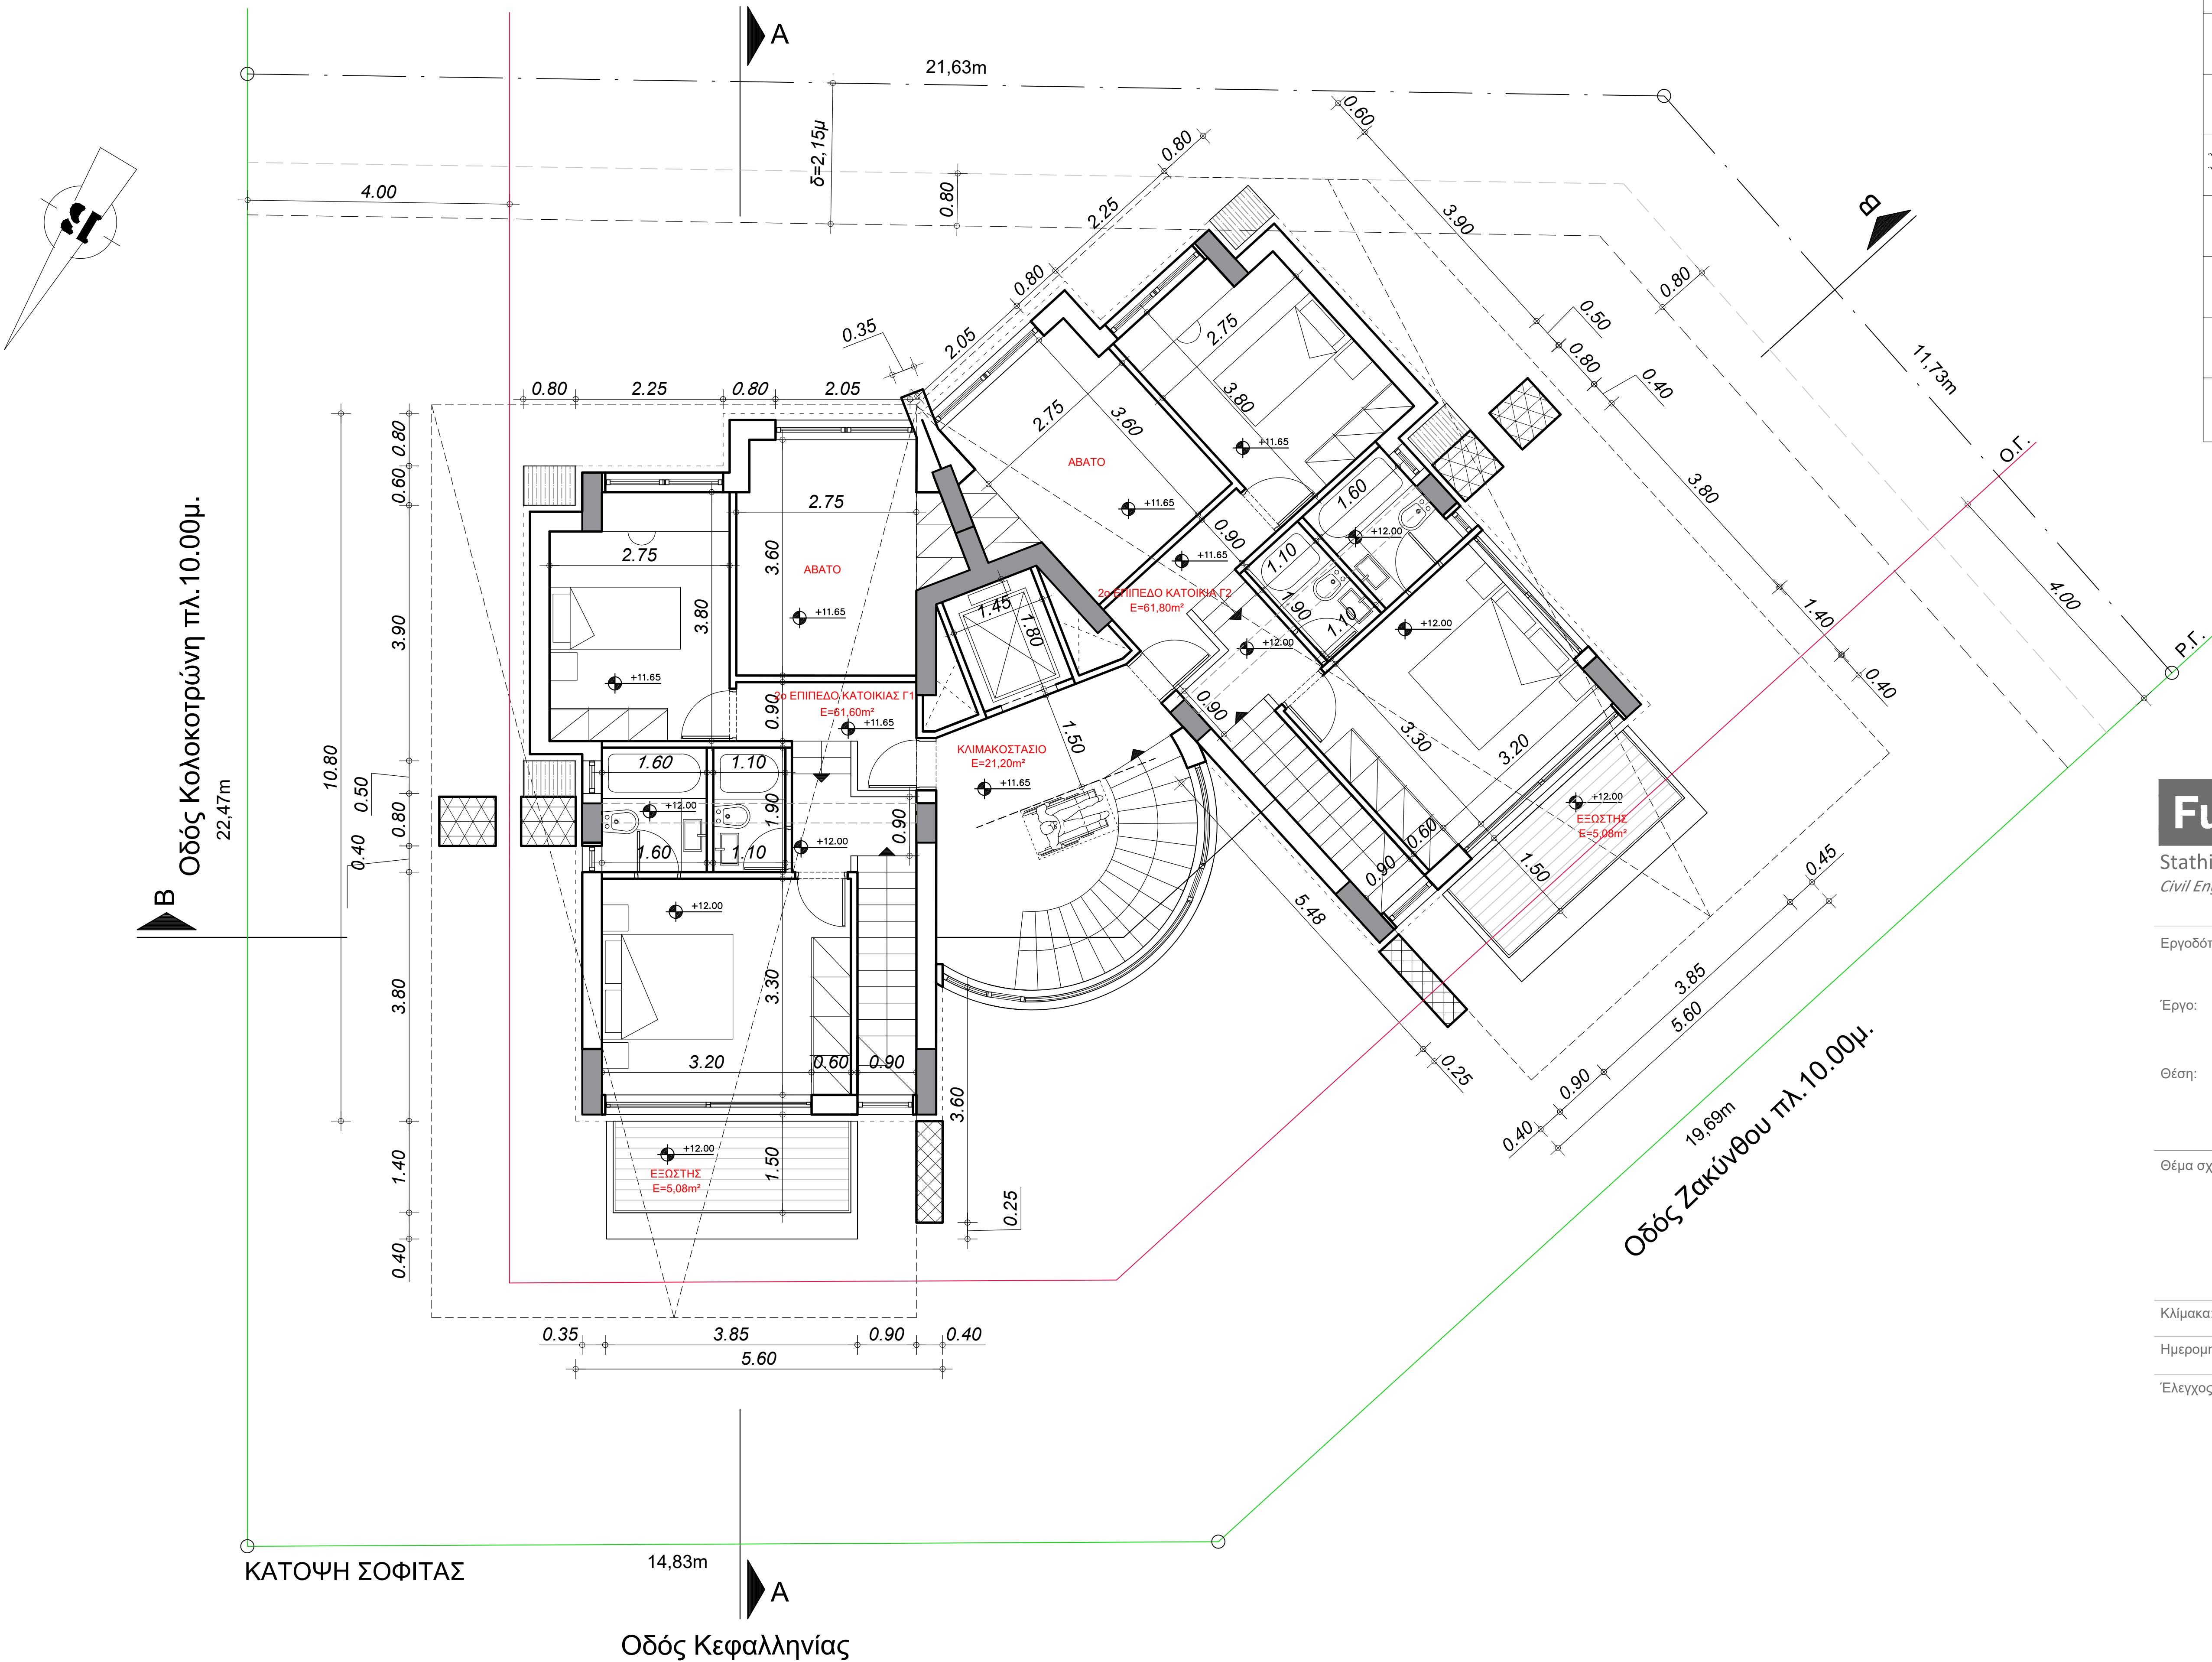 A
21,63m
δ=2,15μ
4.00
0.80
0.80
2.25
0.80
2.05
0.35
0.60
3.90
0.50
0.80
0.40
0.80
B
11,73m
3.80
1.40
0.40
4.00
Ο.Γ.
Ρ.Γ.
0.80
2.25
0.80
2.05
0.80
0.60
3.90
10.80
0.50
0.80
0.40
3.80
1.40
0.40
Οδός Κολοκοτρώνη πλ.10.00μ.
22,47m
B
2.75
3.80
+11.65
2.75
3.60
ΑΒΑΤΟ
+11.65
2.75
3.60
ΑΒΑΤΟ
+11.65
2.75
3.80
+11.65
0.90
+11.65
2ο ΕΠΙΠΕΔΟ ΚΑΤΟΙΚΙΑ Γ2
Ε=61,80m²
1.60
+12.00
1.10
1.90
1.10
+12.00
+12.00
1.45
1.80
0.90
2ο ΕΠΙΠΕΔΟ ΚΑΤΟΙΚΙΑΣ Γ1
Ε=61,60m²
+11.65
1.50
ΚΛΙΜΑΚΟΣΤΑΣΙΟ
Ε=21,20m²
+11.65
0.90
3.30
3.20
1.60
1.10
+12.00
1.90
1.60
1.10
+12.00
0.90
+12.00
3.30
3.20
0.60
0.90
+12.00
ΕΞΩΣΤΗΣ
Ε=5,08m²
1.50
+12.00
ΕΞΩΣΤΗΣ
Ε=5,08m²
0.60
0.90
1.50
5.48
0.25
0.45
3.85
5.60
0.90
0.40
3.60
0.25
0.35
3.85
0.90
0.40
5.60
19,69m
Οδός Ζακύνθου πλ.10.00μ.
ΚΑΤΟΨΗ ΣΟΦΙΤΑΣ
14,83m
A
Οδός Κεφαλληνίας
Fu
Stathi
Civil En
Εργοδότ
Έργο:
Θέση:
Θέμα σχ
Κλίμακα:
Ημερομη
Έλεγχος